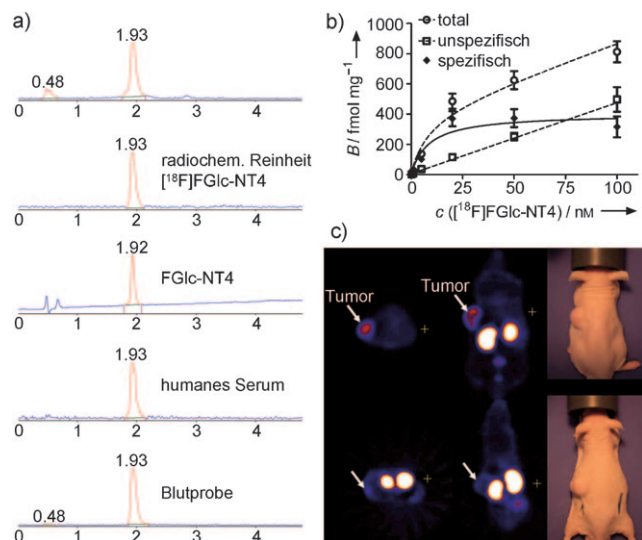 a)
0.48
1.93
0 1 2 3 4
1.93
radiochem. Reinheit
[18F]FGlc-NT4
0 1 2 3 4
1.92
FGlc-NT4
0 1 2 3 4
1.93
humanes Serum
0 1 2 3 4
1.93
0.48
Blutprobe
0 1 2 3 4
b)
total
unspezifisch
spezifisch
1000
800
600
400
200
0
B / fmol mg−1
0 25 50 75 100
c ([18F]FGlc-NT4) / nM
c)
Tumor
Tumor